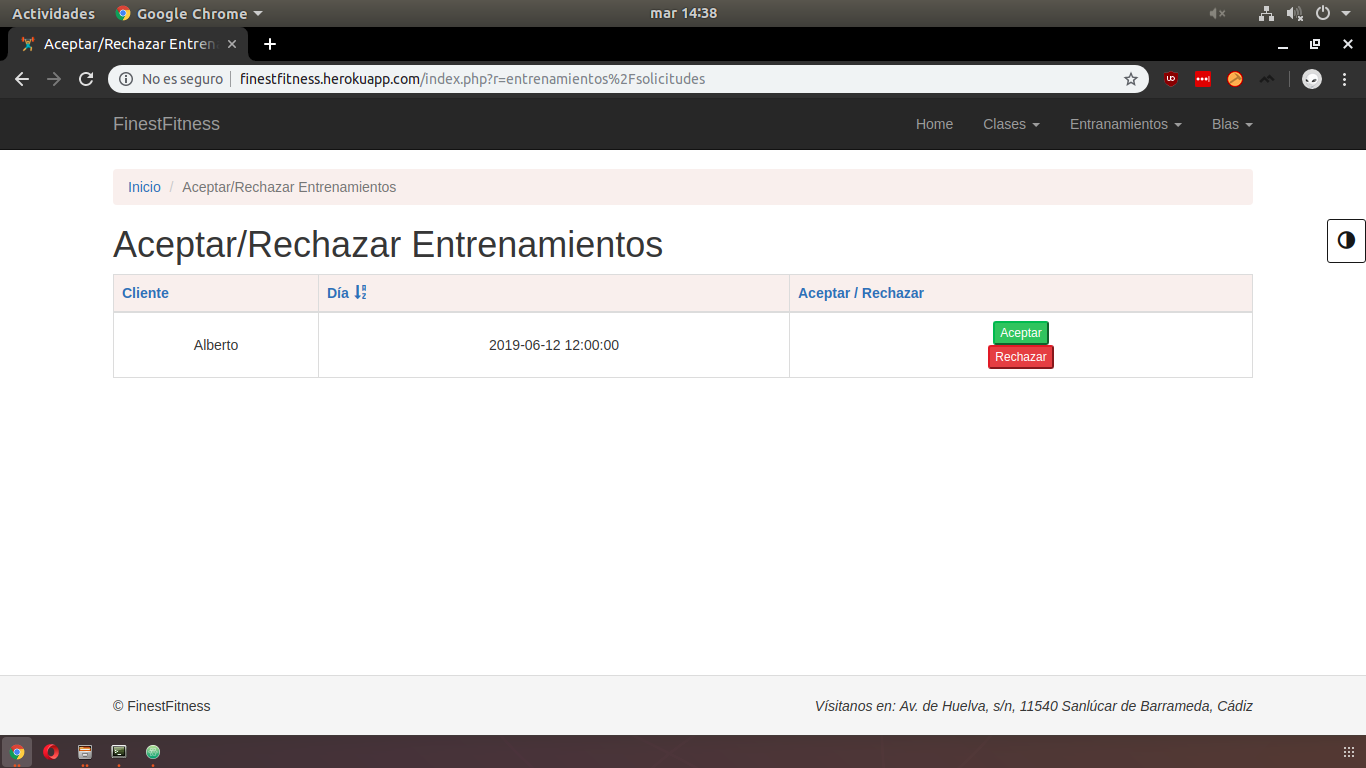 Actividades Google Chrome mar 14:38
Aceptar/Rechazar Entren
No es seguro finestfitness.herokuapp.com/index.php?r=entrenamientos%2Fsolicitudes
FinestFitness Home Clases Entranamientos Blas
Inicio / Aceptar/Rechazar Entrenamientos
Aceptar/Rechazar Entrenamientos
Cliente Día Aceptar / Rechazar
Alberto 2019-06-12 12:00:00 Aceptar
Rechazar
© FinestFitness Vísitanos en: Av. de Huelva, s/n, 11540 Sanlúcar de Barrameda, Cádiz